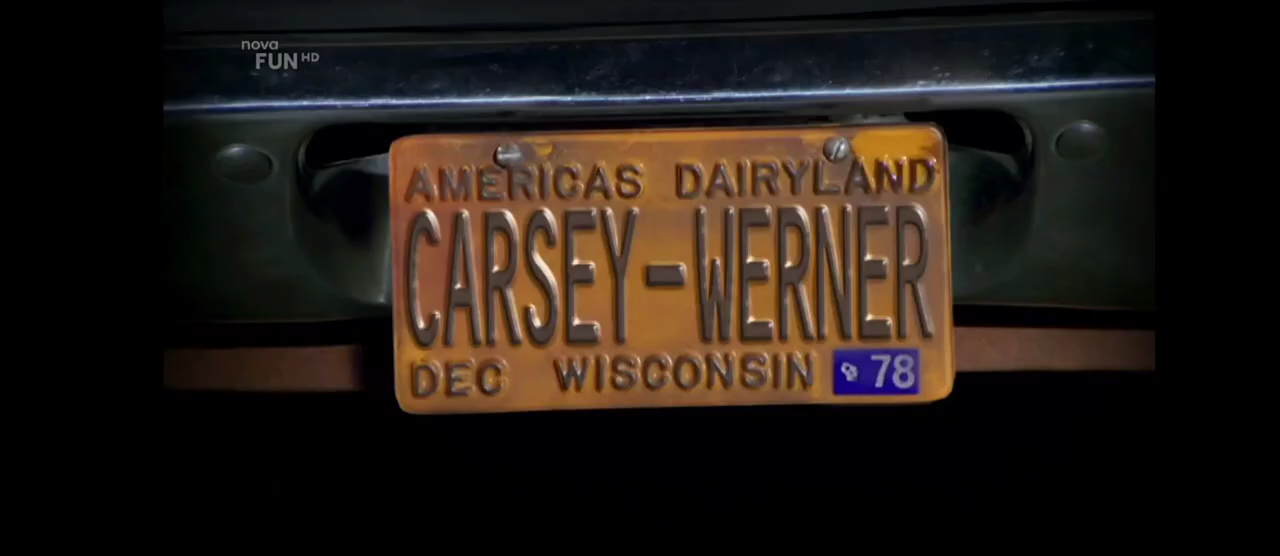 nova
FUN HD
AMERICAS DAIRYLAND
CARSEY-WERNER
DEC WISCONSIN 78